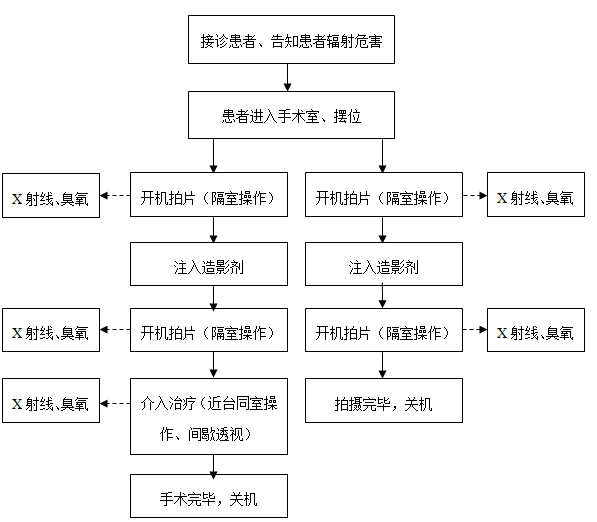 接诊患者、告知患者辐射危害
患者进入手术室、摆位
X 射线、臭氧
开机拍片（隔室操作）
开机拍片（隔室操作）
X 射线、臭氧
注入造影剂
注入造影剂
X 射线、臭氧
开机拍片（隔室操作）
开机拍片（隔室操作）
X 射线、臭氧
X 射线、臭氧
介入治疗（近台同室操
作、间歇透视）
拍摄完毕，关机
手术完毕，关机